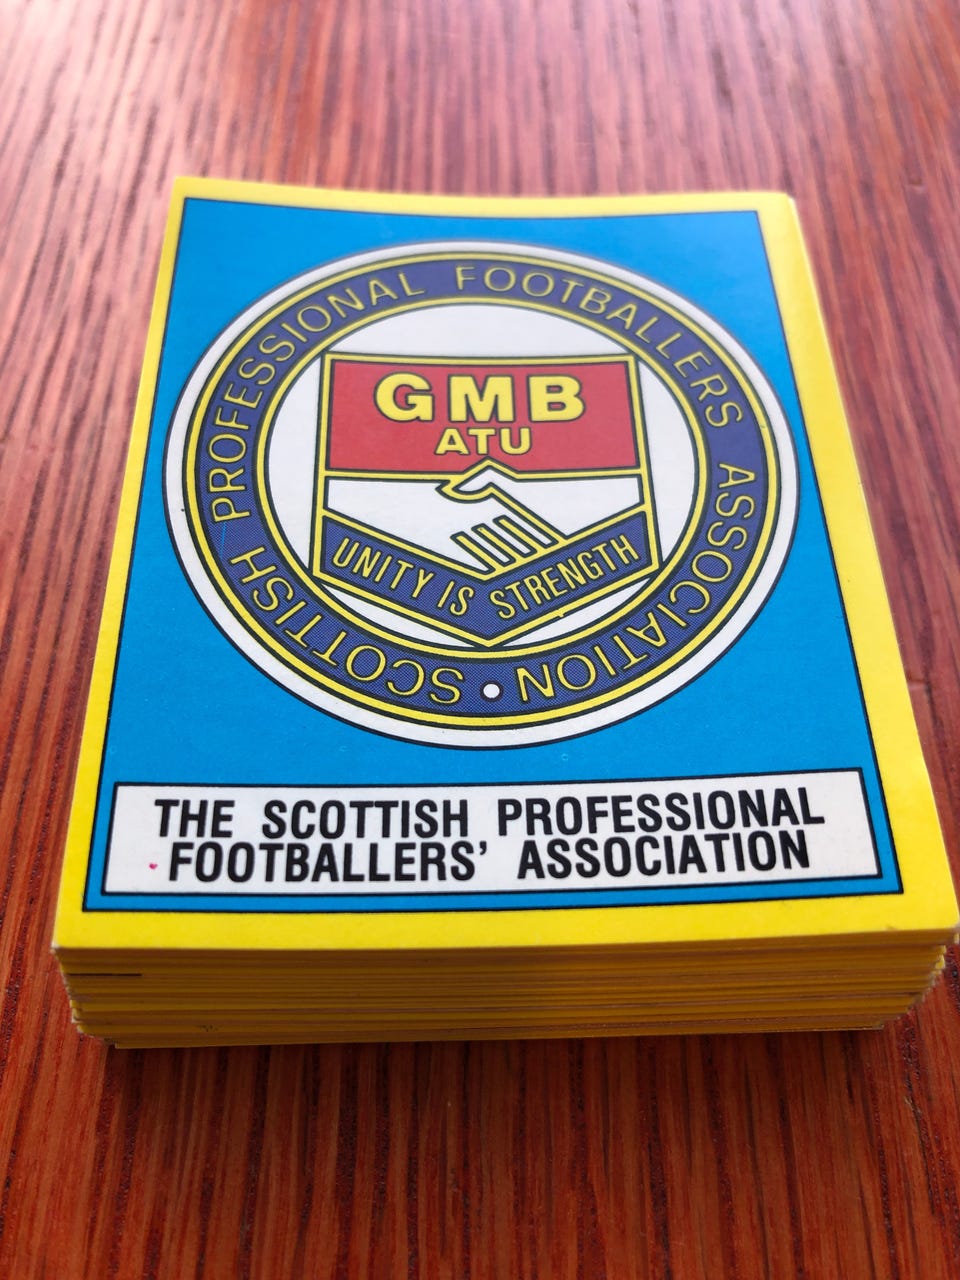 SCOTTISH PROFESSIONAL FOOTBALLERS ASSOCIATION •
GMB
ATU
UNITY IS STRENGTH
THE SCOTTISH PROFESSIONAL
FOOTBALLERS' ASSOCIATION